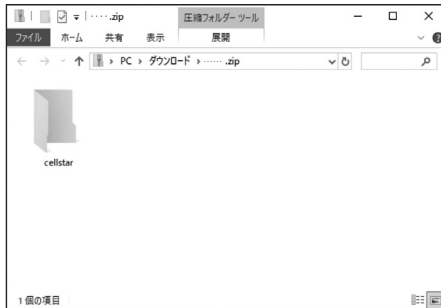 ·····.zip 圧縮フォルダー ツール
ファイル ホーム 共有 表示 展開
PC › ダウンロード › ······ .zip
cellstar
1 個の項目